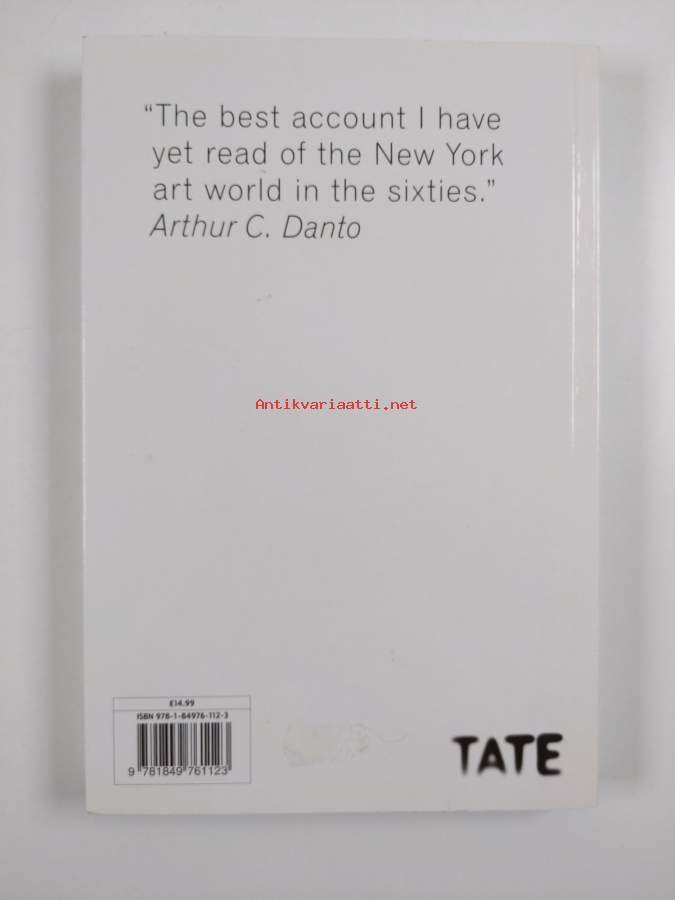 “The best account I have
yet read of the New York
art world in the sixties.”
Arthur C. Danto
Antikvariaatti.net
£14.99
ISBN 978-1-84976-112-3
9 781849 761123
TATE